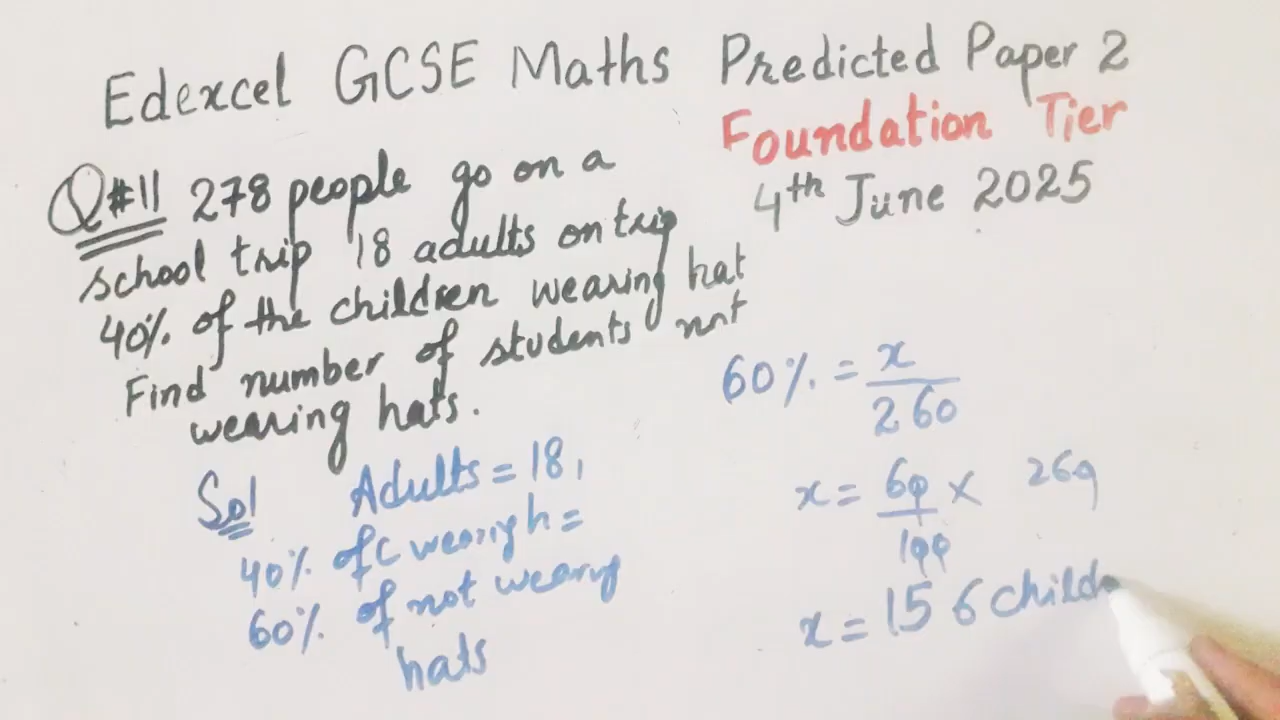 Edexcel GCSE Maths Predicted Paper 2
Foundation Tier
4th June 2025
Q#11 278 people go on a
school trip 18 adults on trip
40% of the children wearing hat
Find number of students not
wearing hats.
Sol Adults = 18,
40% of C wearigh =
60% of not wearing
hats
60% = x/260
x = 60/100 × 260
x = 156 child